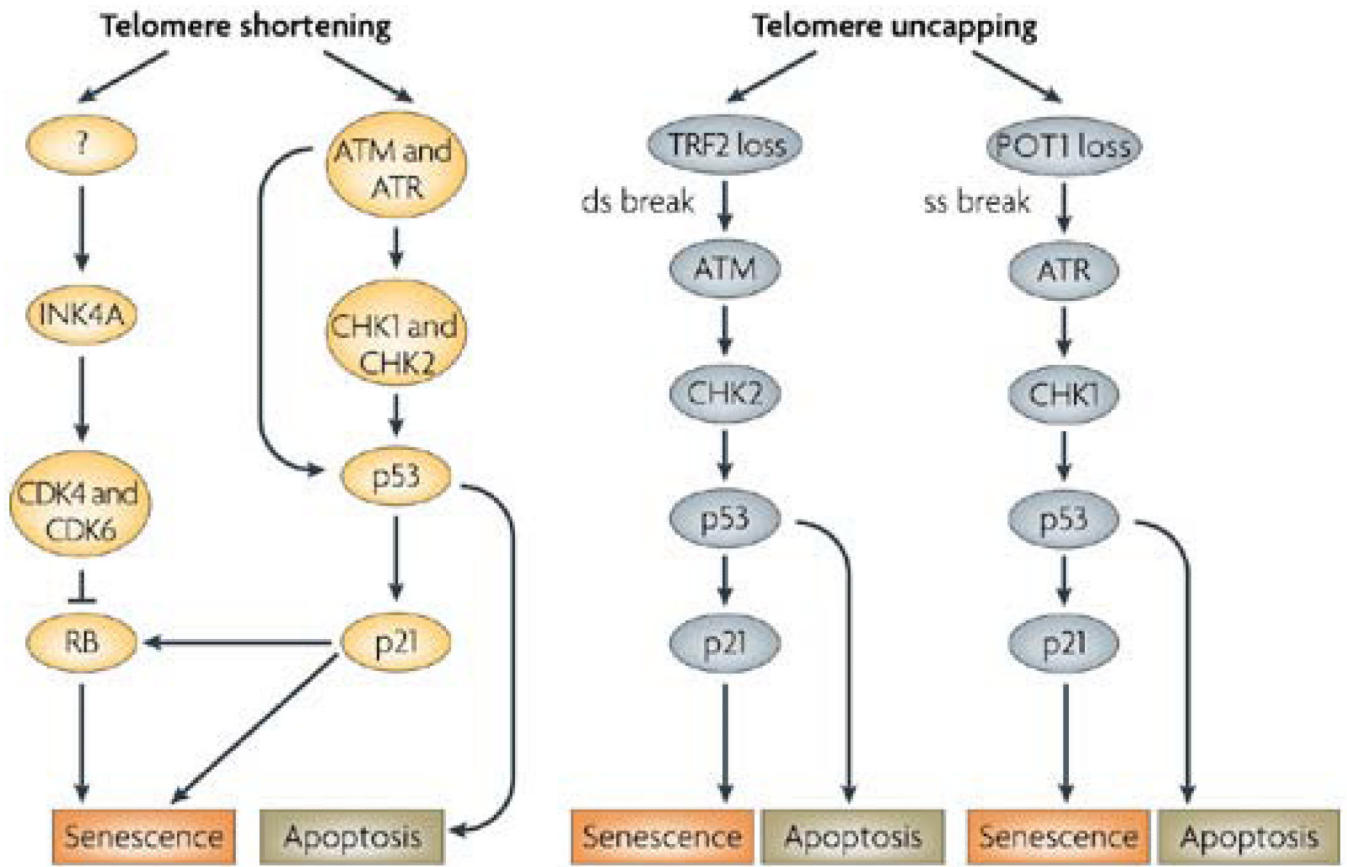 Telomere shortening
?
INK4A
CDK4 and
CDK6
RB
ATM and
ATR
CHK1 and
CHK2
p53
p21
Senescence
Apoptosis
Telomere uncapping
TRF2 loss
ds break
ATM
CHK2
p53
p21
Senescence
Apoptosis
POT1 loss
ss break
ATR
CHK1
p53
p21
Senescence
Apoptosis